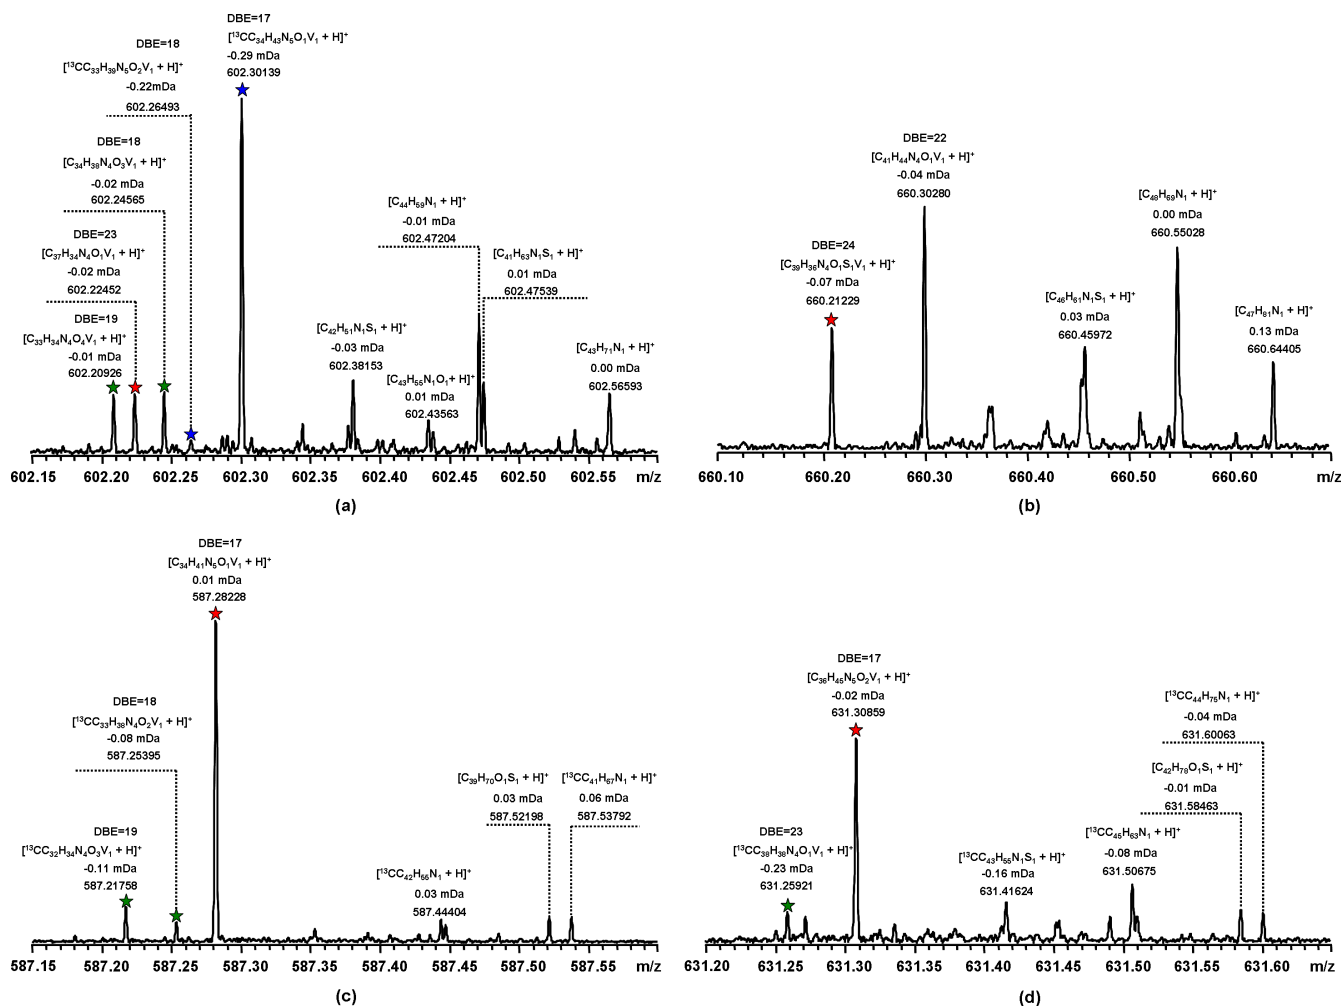 DBE=17
[¹³CC₃₄H₄₃N₅O₁V₁ + H]⁺
-0.29 mDa
602.30139
DBE=18
[¹³CC₃₃H₃₉N₅O₂V₁ + H]⁺
-0.22mDa
602.26493
DBE=18
[C₃₄H₃₈N₄O₃V₁ + H]⁺
-0.02 mDa
602.24565
DBE=23
[C₃₇H₃₄N₄O₁V₁ + H]⁺
-0.02 mDa
602.22452
DBE=19
[C₃₃H₃₄N₄O₄V₁ + H]⁺
-0.01 mDa
602.20926
[C₄₂H₅₁N₁S₁ + H]⁺
-0.03 mDa
602.38153
[C₄₄H₅₉N₁ + H]⁺
-0.01 mDa
602.47204
[C₄₃H₅₅N₁O₁+ H]⁺
0.01 mDa
602.43563
[C₄₁H₆₃N₁S₁ + H]⁺
0.01 mDa
602.47539
[C₄₃H₇₁N₁ + H]⁺
0.00 mDa
602.56593
602.15 602.20 602.25 602.30 602.35 602.40 602.45 602.50 602.55 m/z
(a)
DBE=22
[C₄₁H₄₄N₄O₁V₁ + H]⁺
-0.04 mDa
660.30280
DBE=24
[C₃₉H₃₆N₄O₁S₁V₁ + H]⁺
-0.07 mDa
660.21229
[C₄₆H₆₁N₁S₁ + H]⁺
0.03 mDa
660.45972
[C₄₈H₆₉N₁ + H]⁺
0.00 mDa
660.55028
[C₄₇H₈₁N₁ + H]⁺
0.13 mDa
660.64405
660.10 660.20 660.30 660.40 660.50 660.60 m/z
(b)
DBE=17
[C₃₄H₄₁N₅O₁V₁ + H]⁺
0.01 mDa
587.28228
DBE=18
[¹³CC₃₃H₃₈N₄O₂V₁ + H]⁺
-0.08 mDa
587.25395
DBE=19
[¹³CC₃₂H₃₄N₄O₃V₁ + H]⁺
-0.11 mDa
587.21758
[¹³CC₄₂H₅₅N₁ + H]⁺
0.03 mDa
587.44404
[C₃₉H₇₀O₁S₁ + H]⁺
0.03 mDa
587.52198
[¹³CC₄₁H₆₇N₁ + H]⁺
0.06 mDa
587.53792
587.15 587.20 587.25 587.30 587.35 587.40 587.45 587.50 587.55 m/z
(c)
DBE=17
[C₃₆H₄₅N₅O₂V₁ + H]⁺
-0.02 mDa
631.30859
DBE=23
[¹³CC₃₈H₃₈N₄O₁V₁ + H]⁺
-0.23 mDa
631.25921
[¹³CC₄₃H₅₅N₁S₁ + H]⁺
-0.16 mDa
631.41624
[¹³CC₄₅H₆₃N₁ + H]⁺
-0.08 mDa
631.50675
[C₄₂H₇₈O₁S₁ + H]⁺
-0.01 mDa
631.58463
[¹³CC₄₄H₇₅N₁ + H]⁺
-0.04 mDa
631.60063
631.20 631.25 631.30 631.35 631.40 631.45 631.50 631.55 631.60 m/z
(d)